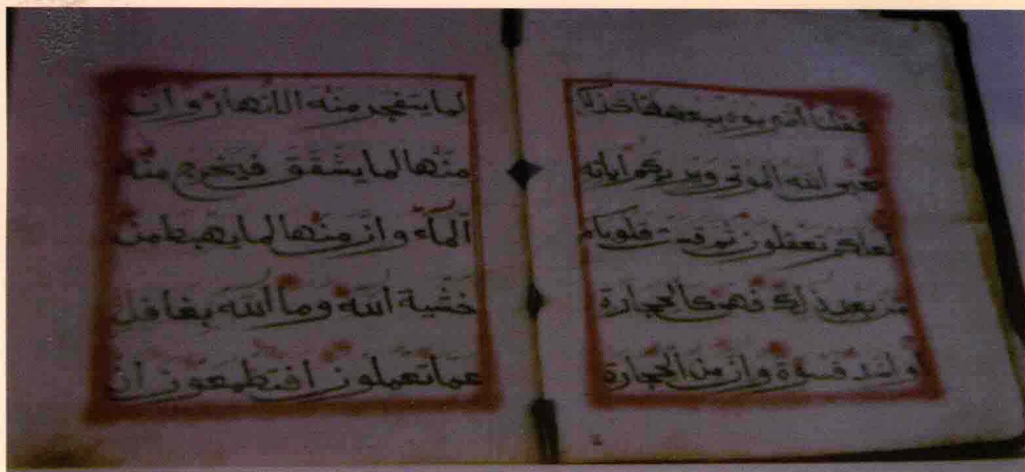 فقلنا اضربوه ببعضها كذلك
يحيى الله الموتى ويريكم اياته
لعلكم تعقلون ثم قست قلوبكم
من بعد ذلك فهى كالحجارة
او اشد قسوة وان من الحجارة
لما يتفجر منه الانهار وان
منها لما يشقق فيخرج منه
الماء وان منها لما يهبط من
خشية الله وما الله بغافل
عما تعملون افتطمعون ان